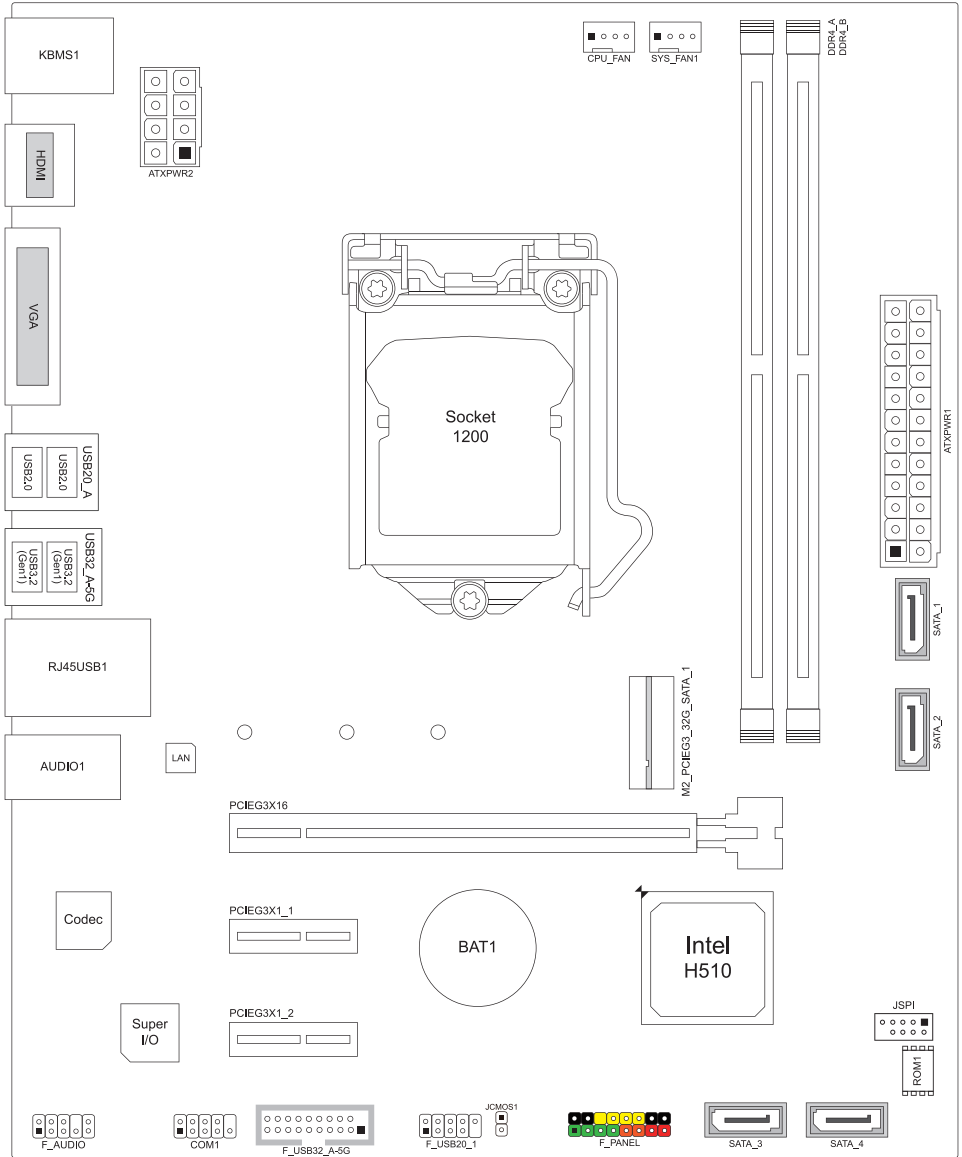 KBMS1
CPU_FAN
SYS_FAN1
DDR4_A
DDR4_B
ATXPWR2
HDMI
VGA
Socket
1200
ATXPWR1
USB20_A
USB2.0
USB2.0
USB32_A-5G
USB3.2
(Gen1)
USB3.2
(Gen1)
SATA_1
RJ45USB1
M2_PCIEG3_32G_SATA_1
SATA_2
AUDIO1
LAN
PCIEG3X16
Codec
PCIEG3X1_1
BAT1
Intel
H510
PCIEG3X1_2
Super
I/O
JSPI
ROM1
JCMOS1
F_AUDIO
COM1
F_USB32_A-5G
F_USB20_1
F_PANEL
SATA_3
SATA_4